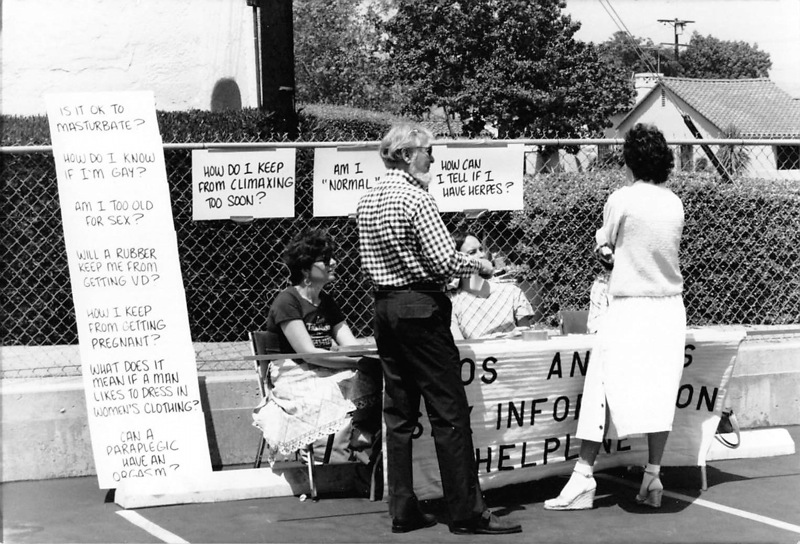 IS IT OK TO
MASTURBATE?
HOW DO I KNOW
IF I'M GAY?
AM I TOO OLD
FOR SEX?
WILL A RUBBER
KEEP ME FROM
GETTING VD?
HOW I KEEP
FROM GETTING
PREGNANT?
WHAT DOES IT
MEAN IF A MAN
LIKES TO DRESS IN
WOMEN'S CLOTHING?
CAN A
PARAPLEGIC
HAVE AN
ORGASM?
HOW DO I KEEP
FROM CLIMAXING
TOO SOON?
AM I
"NORMAL"
HOW CAN
I TELL IF I
HAVE HERPES?
OS AN S
INFO ON
HELPLINE